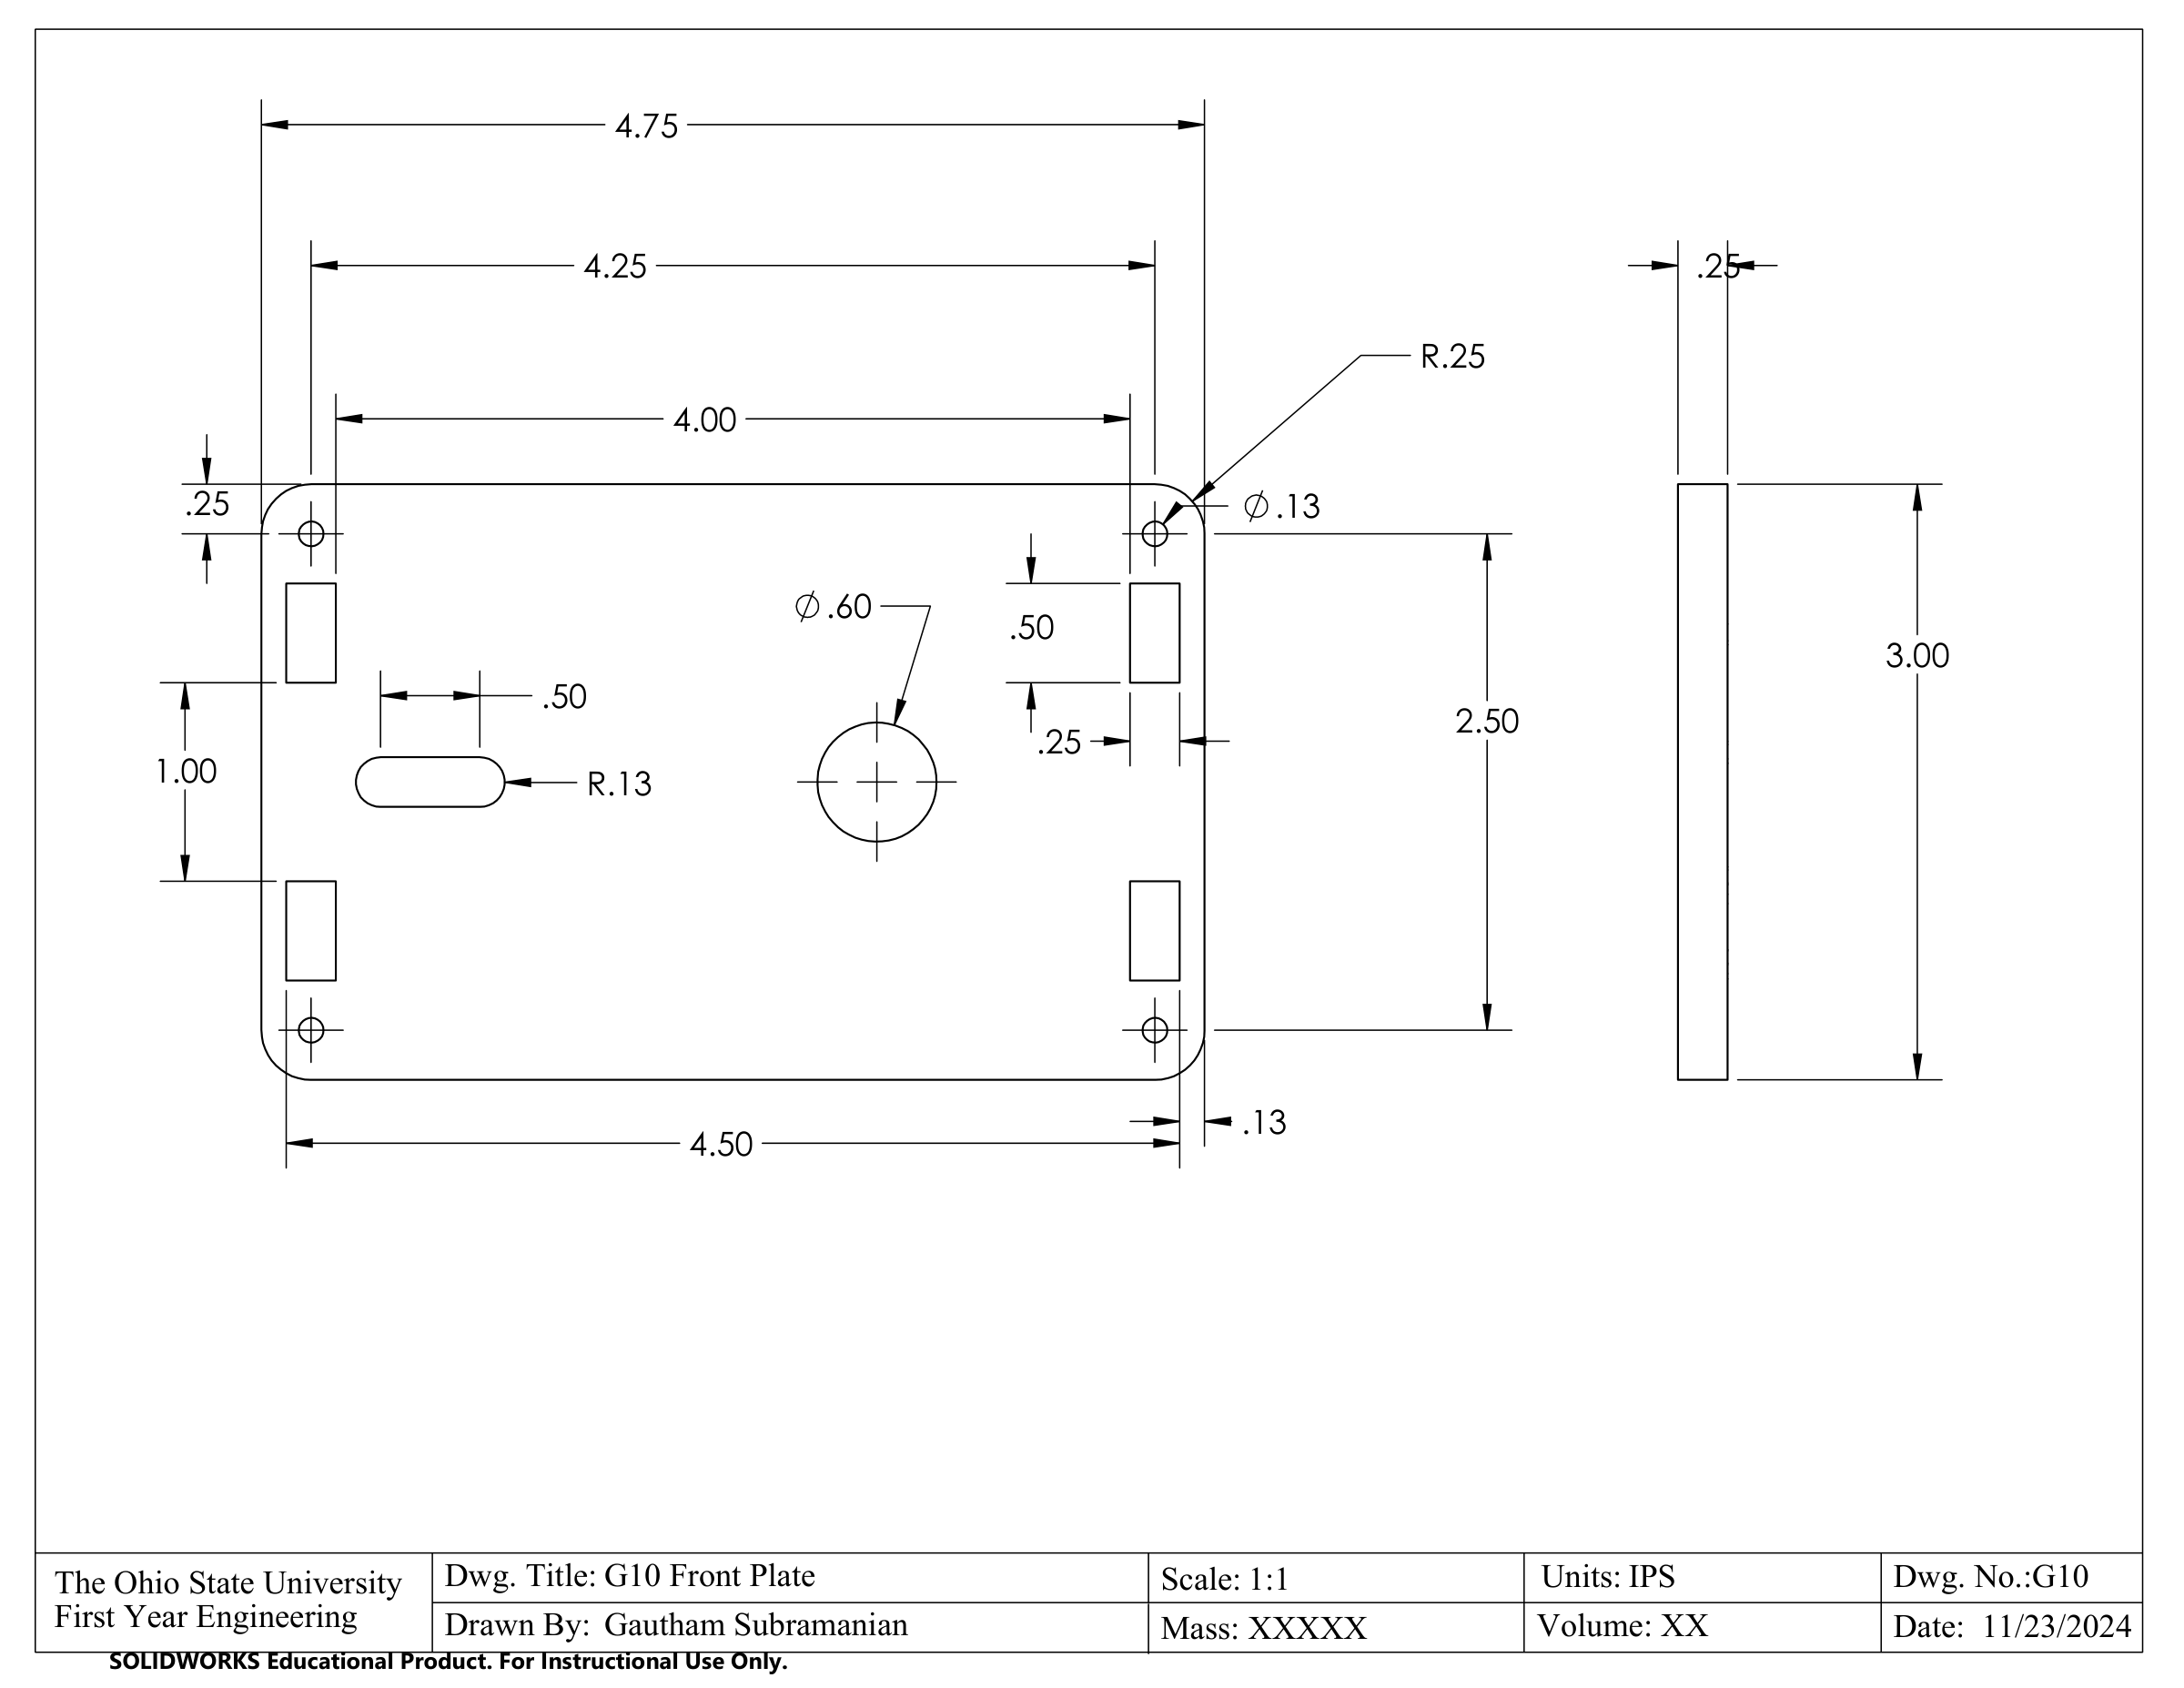 4.75
4.25
.25
R.25
4.00
.25
∅ .13
∅ .60
.50
3.00
.50
2.50
.25
1.00
R.13
.13
4.50
The Ohio State University
First Year Engineering
Dwg. Title: G10 Front Plate
Drawn By: Gautham Subramanian
Scale: 1:1
Mass: XXXXX
Units: IPS
Volume: XX
Dwg. No.:G10
Date: 11/23/2024
SOLIDWORKS Educational Product. For Instructional Use Only.